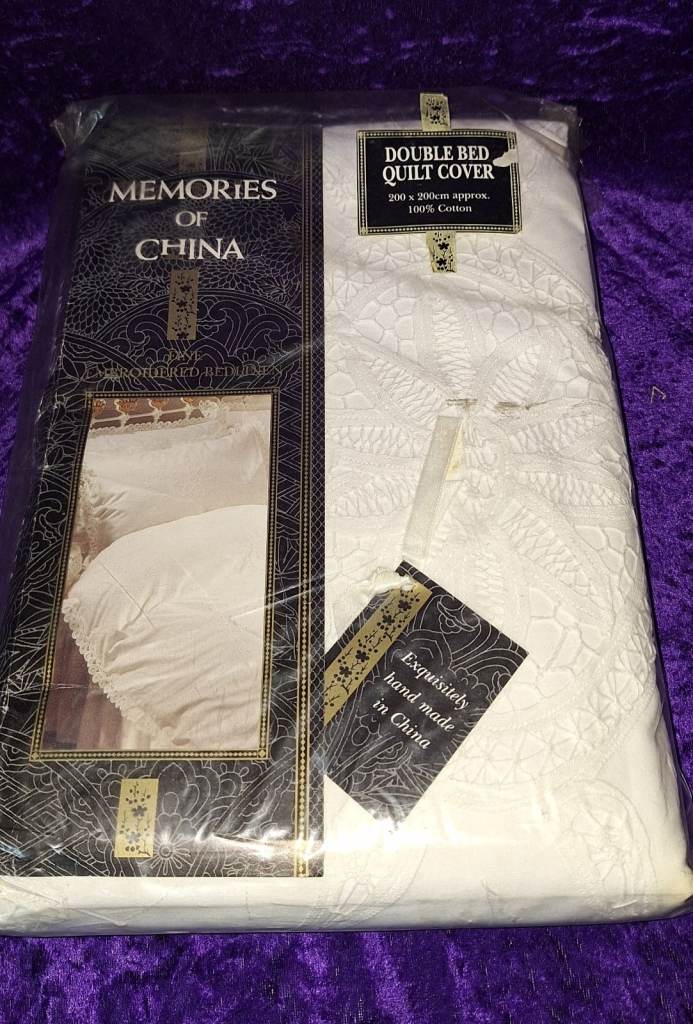 MEMORIES
OF
CHINA
FINE
EMBROIDERED BEDLINEN
DOUBLE BED
QUILT COVER
200 x 200cm approx.
100% Cotton
Exquisitely
hand made
in China